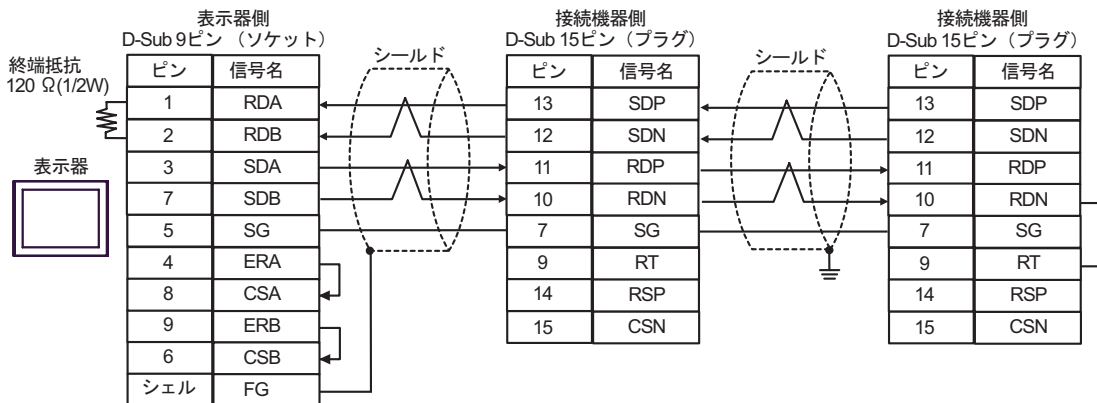 表示器側
D-Sub 9ピン （ソケット）
接続機器側
D-Sub 15ピン（プラグ）
接続機器側
D-Sub 15ピン（プラグ）
終端抵抗
120 Ω(1/2W)
表示器
シールド
シールド
ピン 信号名
1 RDA
2 RDB
3 SDA
7 SDB
5 SG
4 ERA
8 CSA
9 ERB
6 CSB
シェル FG
ピン 信号名
13 SDP
12 SDN
11 RDP
10 RDN
7 SG
9 RT
14 RSP
15 CSN
ピン 信号名
13 SDP
12 SDN
11 RDP
10 RDN
7 SG
9 RT
14 RSP
15 CSN